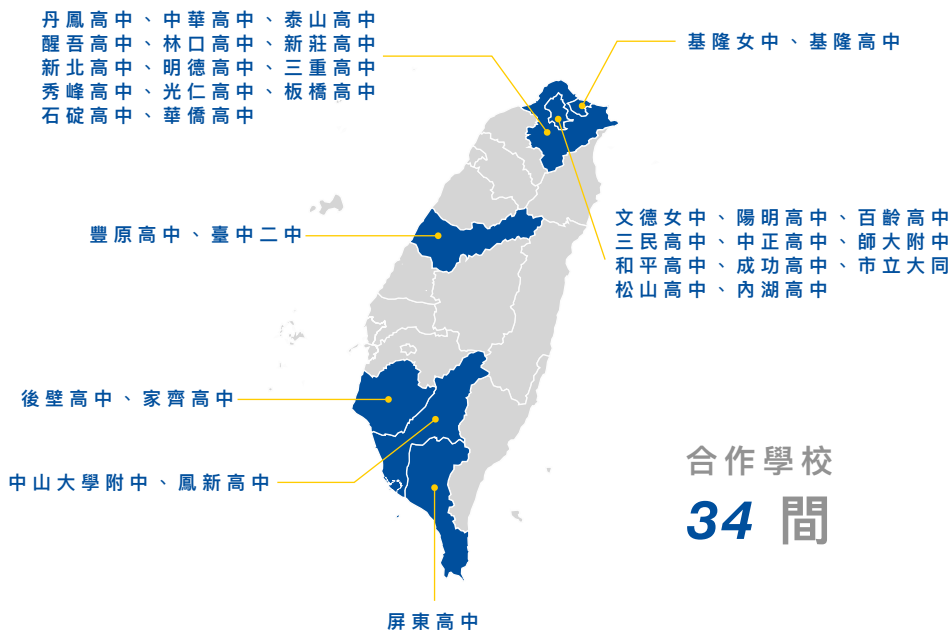 丹鳳高中、中華高中、泰山高中
醒吾高中、林口高中、新莊高中
新北高中、明德高中、三重高中
秀峰高中、光仁高中、板橋高中
石碇高中、華僑高中
基隆女中、基隆高中
豐原高中、臺中二中
文德女中、陽明高中、百齡高中
三民高中、中正高中、師大附中
和平高中、成功高中、市立大同
松山高中、內湖高中
後壁高中、家齊高中
中山大學附中、鳳新高中
合作學校
34 間
屏東高中